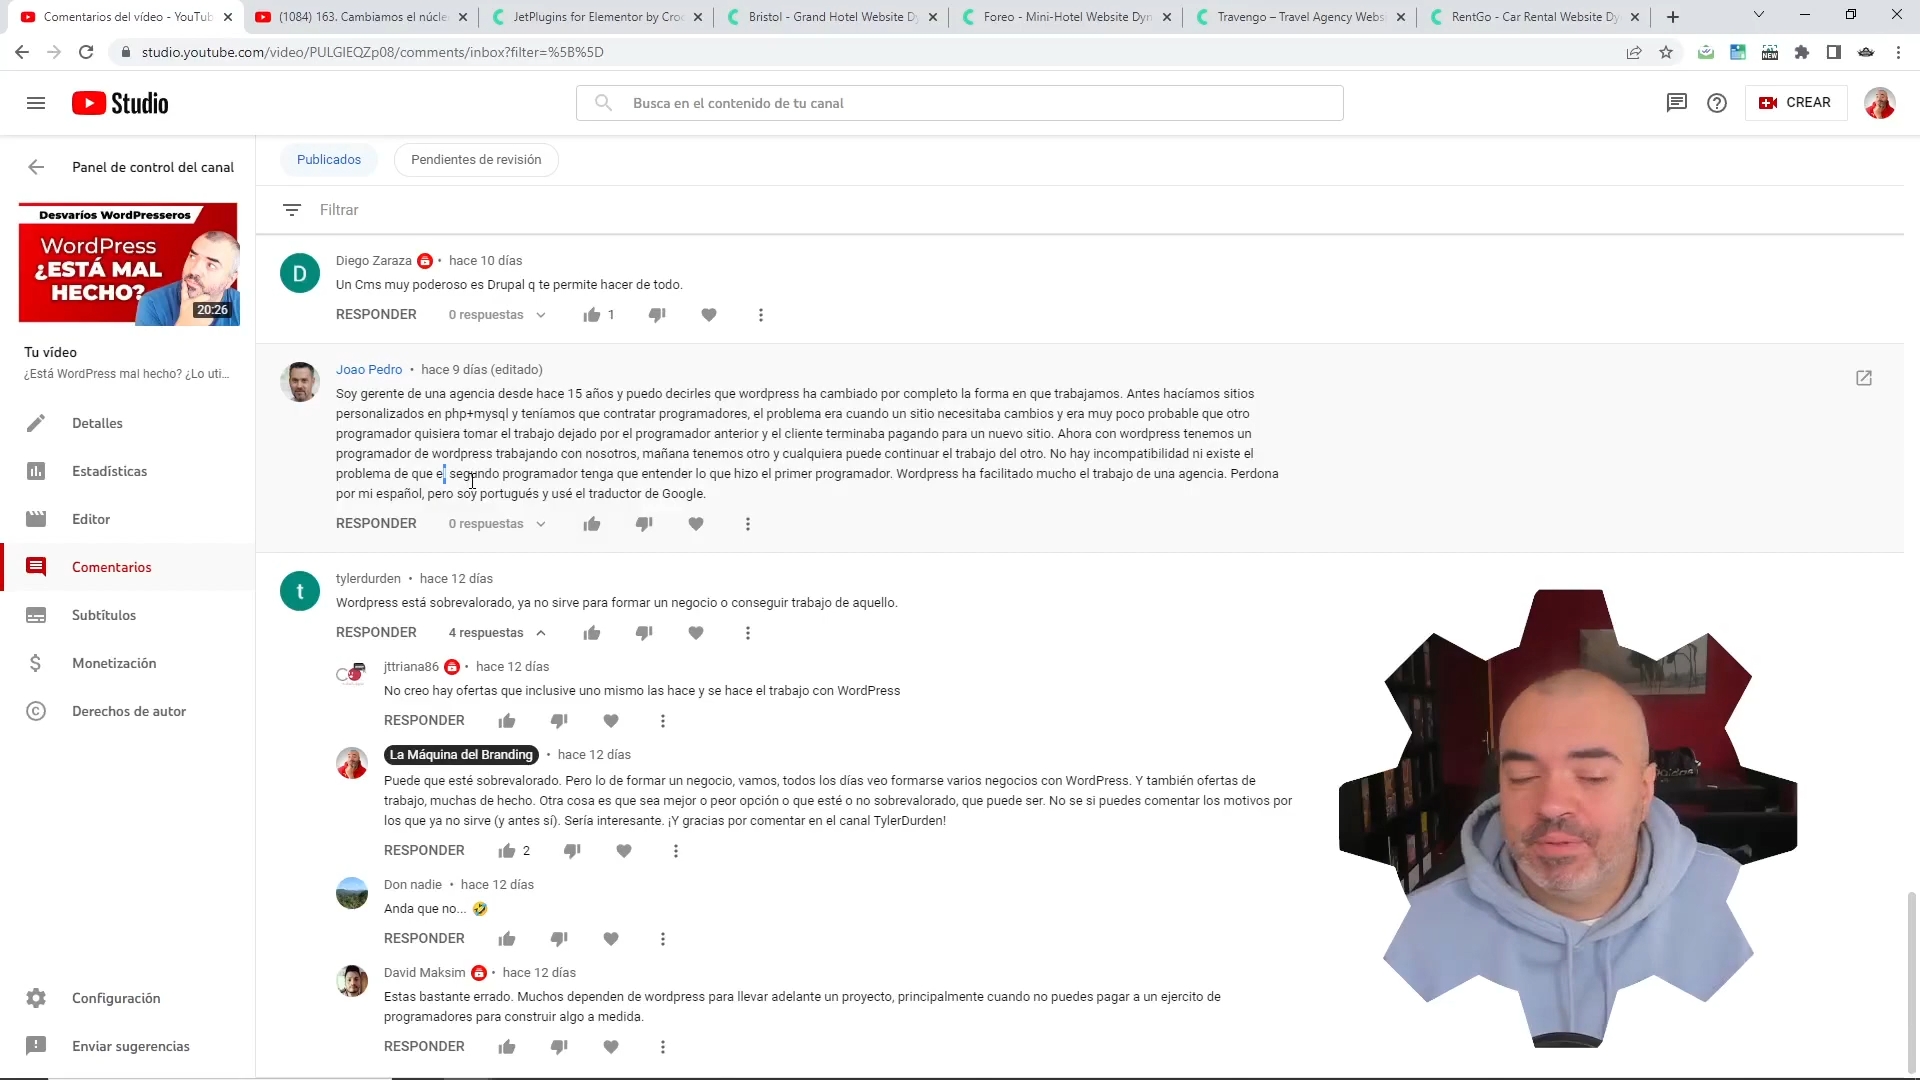 Comentarios del vídeo - YouTub
(1084) 163. Cambiamos el núcle
JetPlugins for Elementor by Croc
Bristol - Grand Hotel Website Dy
Foreo - Mini-Hotel Website Dyn
Travengo – Travel Agency Websi
RentGo - Car Rental Website Dy
studio.youtube.com/video/PULGIEQZp08/comments/inbox?filter=%5B%5D
Studio
Busca en el contenido de tu canal
CREAR
Panel de control del canal
Desvaríos WordPresseros
WordPress
¿ESTÁ MAL
HECHO?
20:26
Tu vídeo
¿Está WordPress mal hecho? ¿Lo uti...
Detalles
Estadísticas
Editor
Comentarios
Subtítulos
Monetización
Derechos de autor
Configuración
Enviar sugerencias
Publicados
Pendientes de revisión
Filtrar
D
Diego Zaraza • hace 10 días
Un Cms muy poderoso es Drupal q te permite hacer de todo.
RESPONDER 0 respuestas 1
Joao Pedro • hace 9 días (editado)
Soy gerente de una agencia desde hace 15 años y puedo decirles que wordpress ha cambiado por completo la forma en que trabajamos. Antes hacíamos sitios
personalizados en php+mysql y teníamos que contratar programadores, el problema era cuando un sitio necesitaba cambios y era muy poco probable que otro
programador quisiera tomar el trabajo dejado por el programador anterior y el cliente terminaba pagando para un nuevo sitio. Ahora con wordpress tenemos un
programador de wordpress trabajando con nosotros, mañana tenemos otro y cualquiera puede continuar el trabajo del otro. No hay incompatibilidad ni existe el
problema de que el segundo programador tenga que entender lo que hizo el primer programador. Wordpress ha facilitado mucho el trabajo de una agencia. Perdona
por mi español, pero soy portugués y usé el traductor de Google.
RESPONDER 0 respuestas
t
tylerdurden • hace 12 días
Wordpress está sobrevalorado, ya no sirve para formar un negocio o conseguir trabajo de aquello.
RESPONDER 4 respuestas
jttriana86 • hace 12 días
No creo hay ofertas que inclusive uno mismo las hace y se hace el trabajo con WordPress
RESPONDER
La Máquina del Branding • hace 12 días
Puede que esté sobrevalorado. Pero lo de formar un negocio, vamos, todos los días veo formarse varios negocios con WordPress. Y también ofertas de
trabajo, muchas de hecho. Otra cosa es que sea mejor o peor opción o que esté o no sobrevalorado, que puede ser. No se si puedes comentar los motivos por
los que ya no sirve (y antes sí). Sería interesante. ¡Y gracias por comentar en el canal TylerDurden!
RESPONDER 2
Don nadie • hace 12 días
Anda que no... 🤣
RESPONDER
David Maksim • hace 12 días
Estas bastante errado. Muchos dependen de wordpress para llevar adelante un proyecto, principalmente cuando no puedes pagar a un ejercito de
programadores para construir algo a medida.
RESPONDER